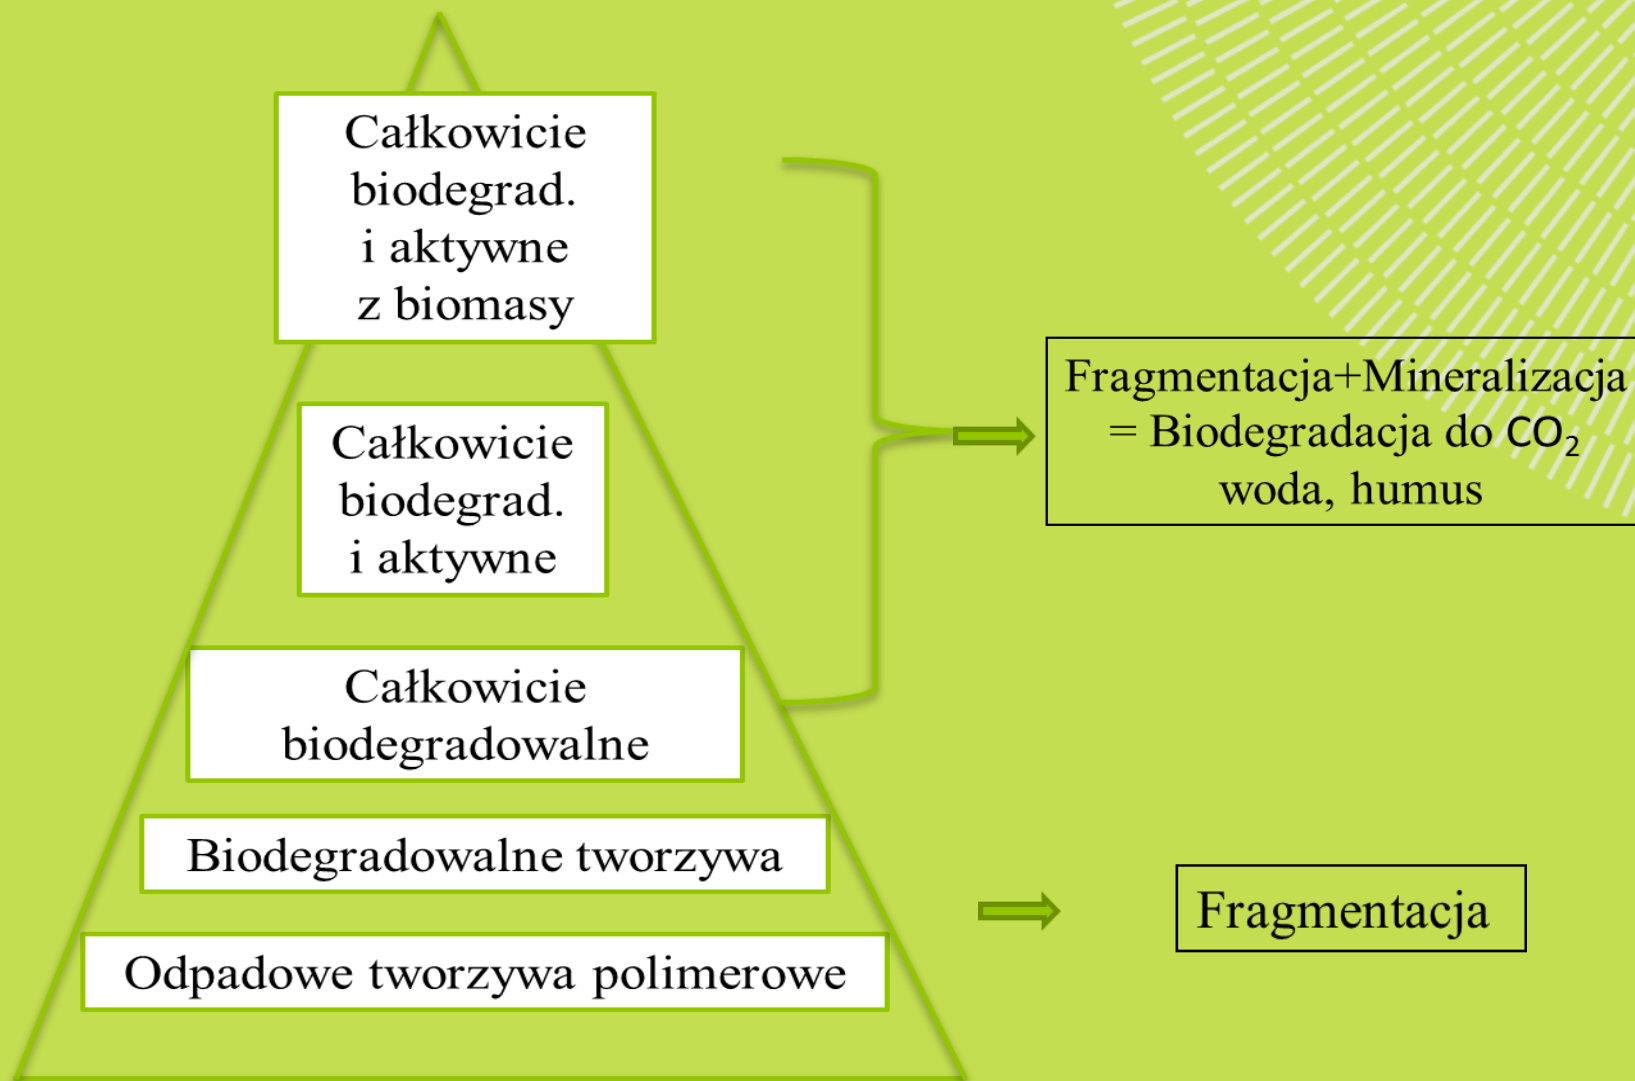 Całkowicie
biodegrad.
i aktywne
z biomasy
Całkowicie
biodegrad.
i aktywne
Całkowicie
biodegradowalne
Biodegradowalne tworzywa
Odpadowe tworzywa polimerowe
Fragmentacja+Mineralizacja
= Biodegradacja do CO₂
woda, humus
Fragmentacja